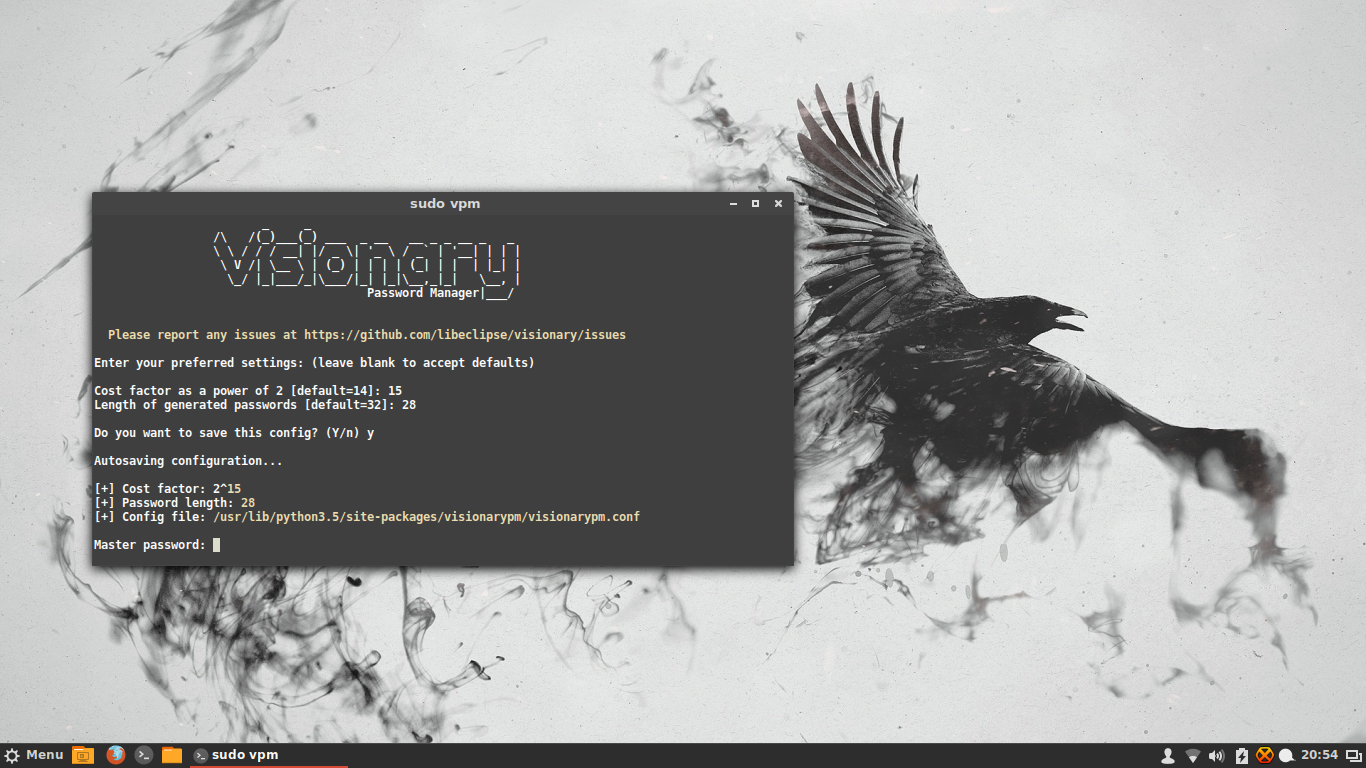 sudo vpm
Visionary
Password Manager
Please report any issues at https://github.com/libeclipse/visionary/issues
Enter your preferred settings: (leave blank to accept defaults)
Cost factor as a power of 2 [default=14]: 15
Length of generated passwords [default=32]: 28
Do you want to save this config? (Y/n) y
Autosaving configuration...
[+] Cost factor: 2^15
[+] Password length: 28
[+] Config file: /usr/lib/python3.5/site-packages/visionarypm/visionarypm.conf
Master password:
Menu
sudo vpm
20:54